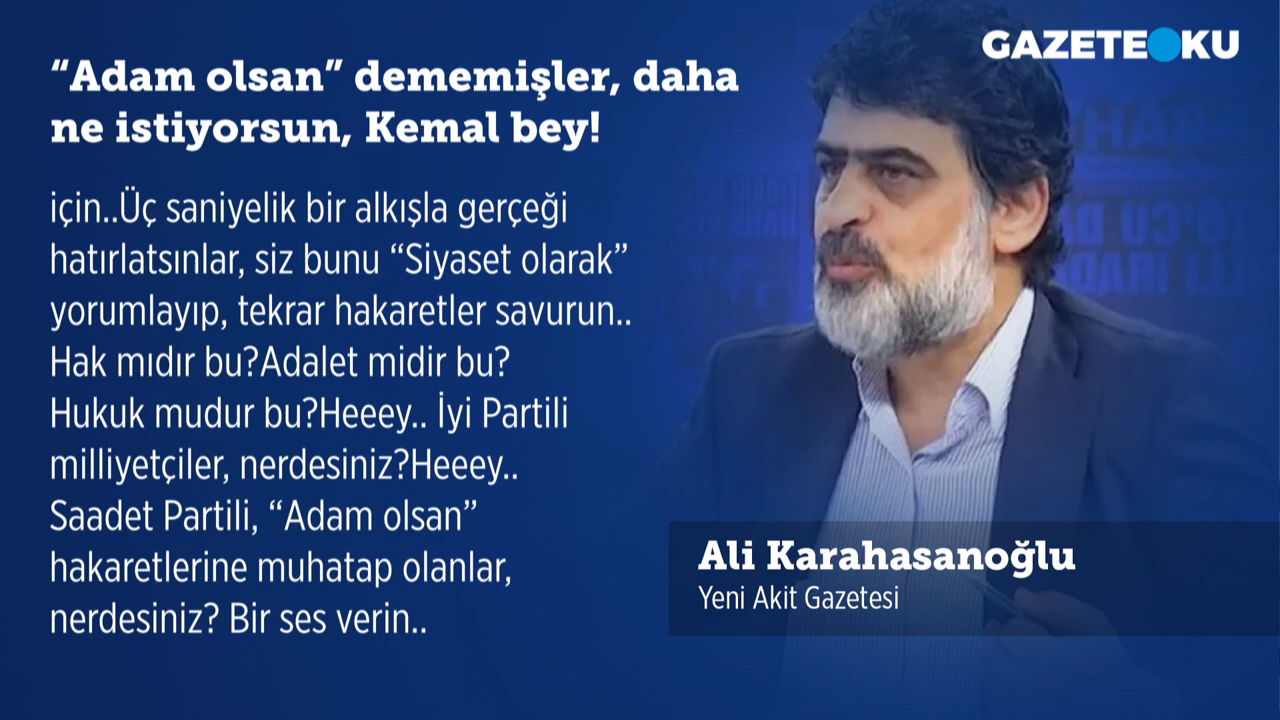 GAZETE OKU
“Adam olsan” dememişler, daha
ne istiyorsun, Kemal bey!
için..Üç saniyelik bir alkışla gerçeği
hatırlatsınlar, siz bunu “Siyaset olarak”
yorumlayıp, tekrar hakaretler savurun..
Hak mıdır bu?Adalet midir bu?
Hukuk mudur bu?Heeey.. İyi Partili
milliyetçiler, nerdesiniz?Heeey..
Saadet Partili, “Adam olsan”
hakaretlerine muhatap olanlar,
nerdesiniz? Bir ses verin..
Ali Karahasanoğlu
Yeni Akit Gazetesi